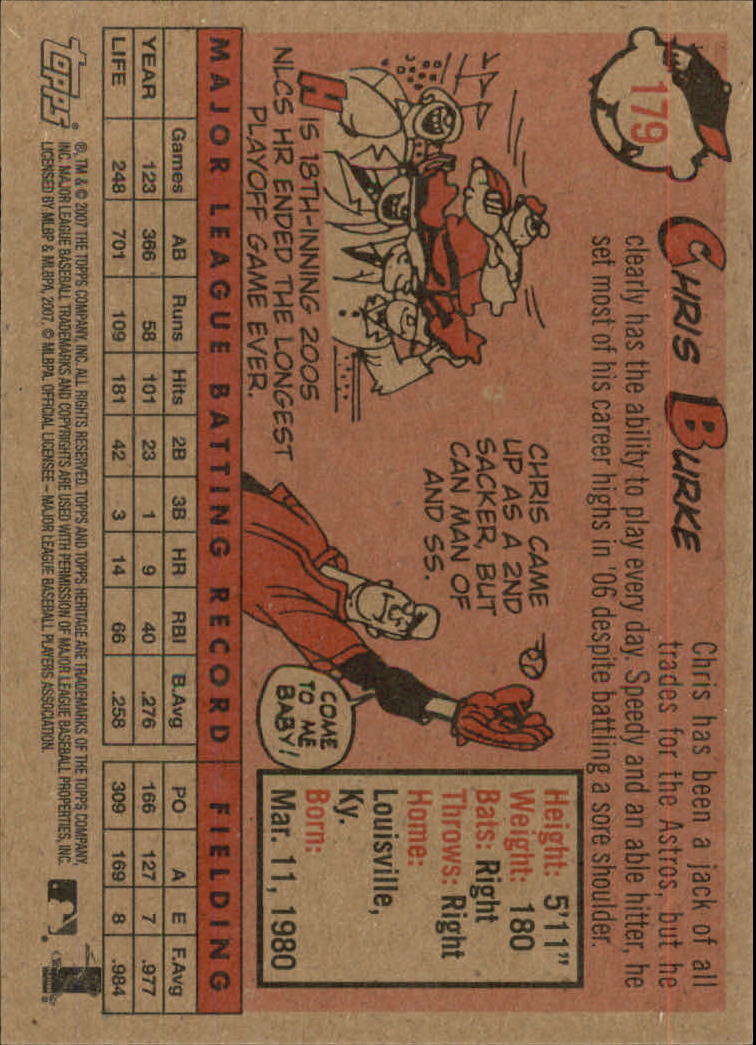 179
CHRIS BURKE
Chris has been a jack of all
trades for the Astros, but he
clearly has the ability to play every day. Speedy and an able hitter, he
set most of his career highs in '06 despite battling a sore shoulder.
H IS 18TH-INNING 2005
NLCS HR ENDED THE LONGEST
PLAYOFF GAME EVER.
CHRIS CAME
UP AS A 2ND
SACKER, BUT
CAN MAN OF
AND SS.
COME
TO ME
BABY!
Height: 5'11"
Weight: 180
Bats: Right
Throws: Right
Home:
Louisville,
Ky.
Born:
Mar. 11, 1980
MAJOR LEAGUE BATTING RECORD FIELDING
Games AB Runs Hits 2B 3B HR RBI B.Avg PO A E F.Avg
YEAR 123 366 58 101 23 1 9 40 .276 166 127 7 .977
LIFE 248 701 109 181 42 3 14 66 .258 309 169 8 .984
topps®
®, TM & © 2007 THE TOPPS COMPANY, INC. ALL RIGHTS RESERVED. TOPPS AND TOPPS HERITAGE ARE TRADEMARKS OF THE TOPPS COMPANY,
INC. MAJOR LEAGUE BASEBALL TRADEMARKS AND COPYRIGHTS ARE USED WITH PERMISSION OF MAJOR LEAGUE BASEBALL PROPERTIES, INC.
LICENSED BY MLBP & MLBPA, 2007. © MLBPA. OFFICIAL LICENSEE – MAJOR LEAGUE BASEBALL PLAYERS ASSOCIATION.